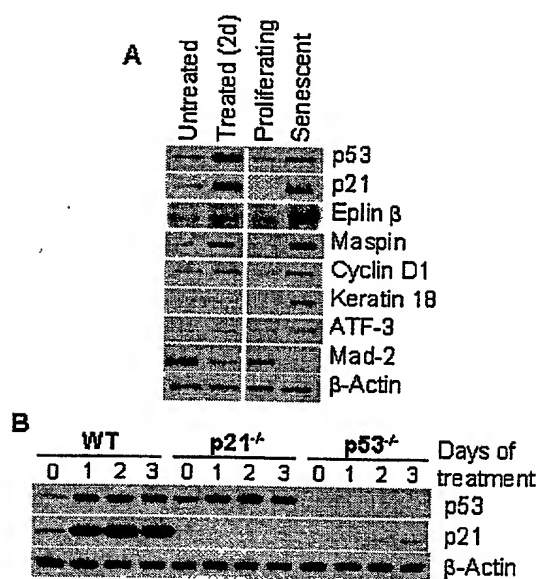 A
Untreated
Treated (2d)
Proliferating
Senescent
p53
p21
Eplin β
Maspin
Cyclin D1
Keratin 18
ATF-3
Mad-2
β-Actin
B
WT p21-/- p53-/- Days of
0 1 2 3 0 1 2 3 0 1 2 3 treatment
p53
p21
β-Actin